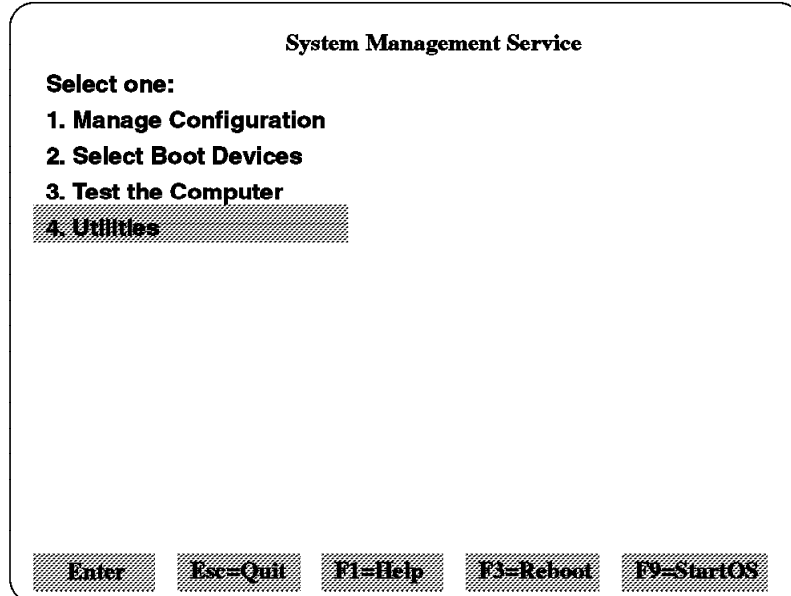 System Management Service
Select one:
1. Manage Configuration
2. Select Boot Devices
3. Test the Computer
4. Utilities
Enter Esc=Quit F1=Help F3=Reboot F9=StartOS